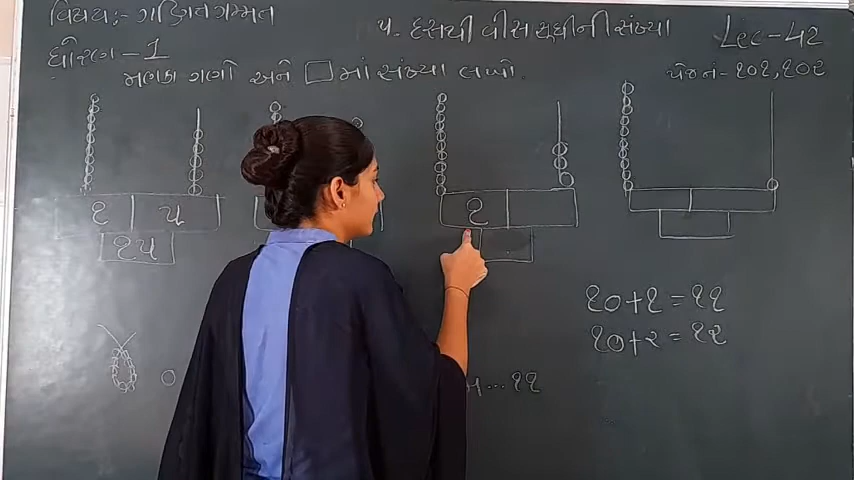 વિષય:- ગણિતગમ્મત
૫. દસથી વીસ સુધીની સંખ્યા
Lec-42
ધોરણ-1
મણકા ગણો અને □ માં સંખ્યા લખો.
પેજ નં- ૧૦૧,૧૦૨
૧ ૫
૧
૧૫
૧૦+૧=૧૧
૧૦+૨=૧૨
...૧૧